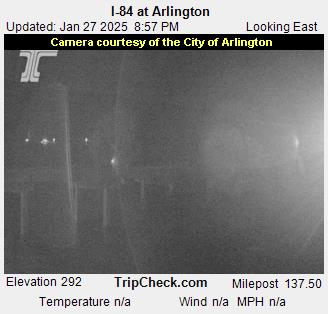 I-84 at Arlington
Updated: Jan 27 2025 8:57 PM Looking East
Camera courtesy of the City of Arlington
Elevation 292 TripCheck.com Milepost 137.50
Temperature n/a Wind n/a MPH n/a